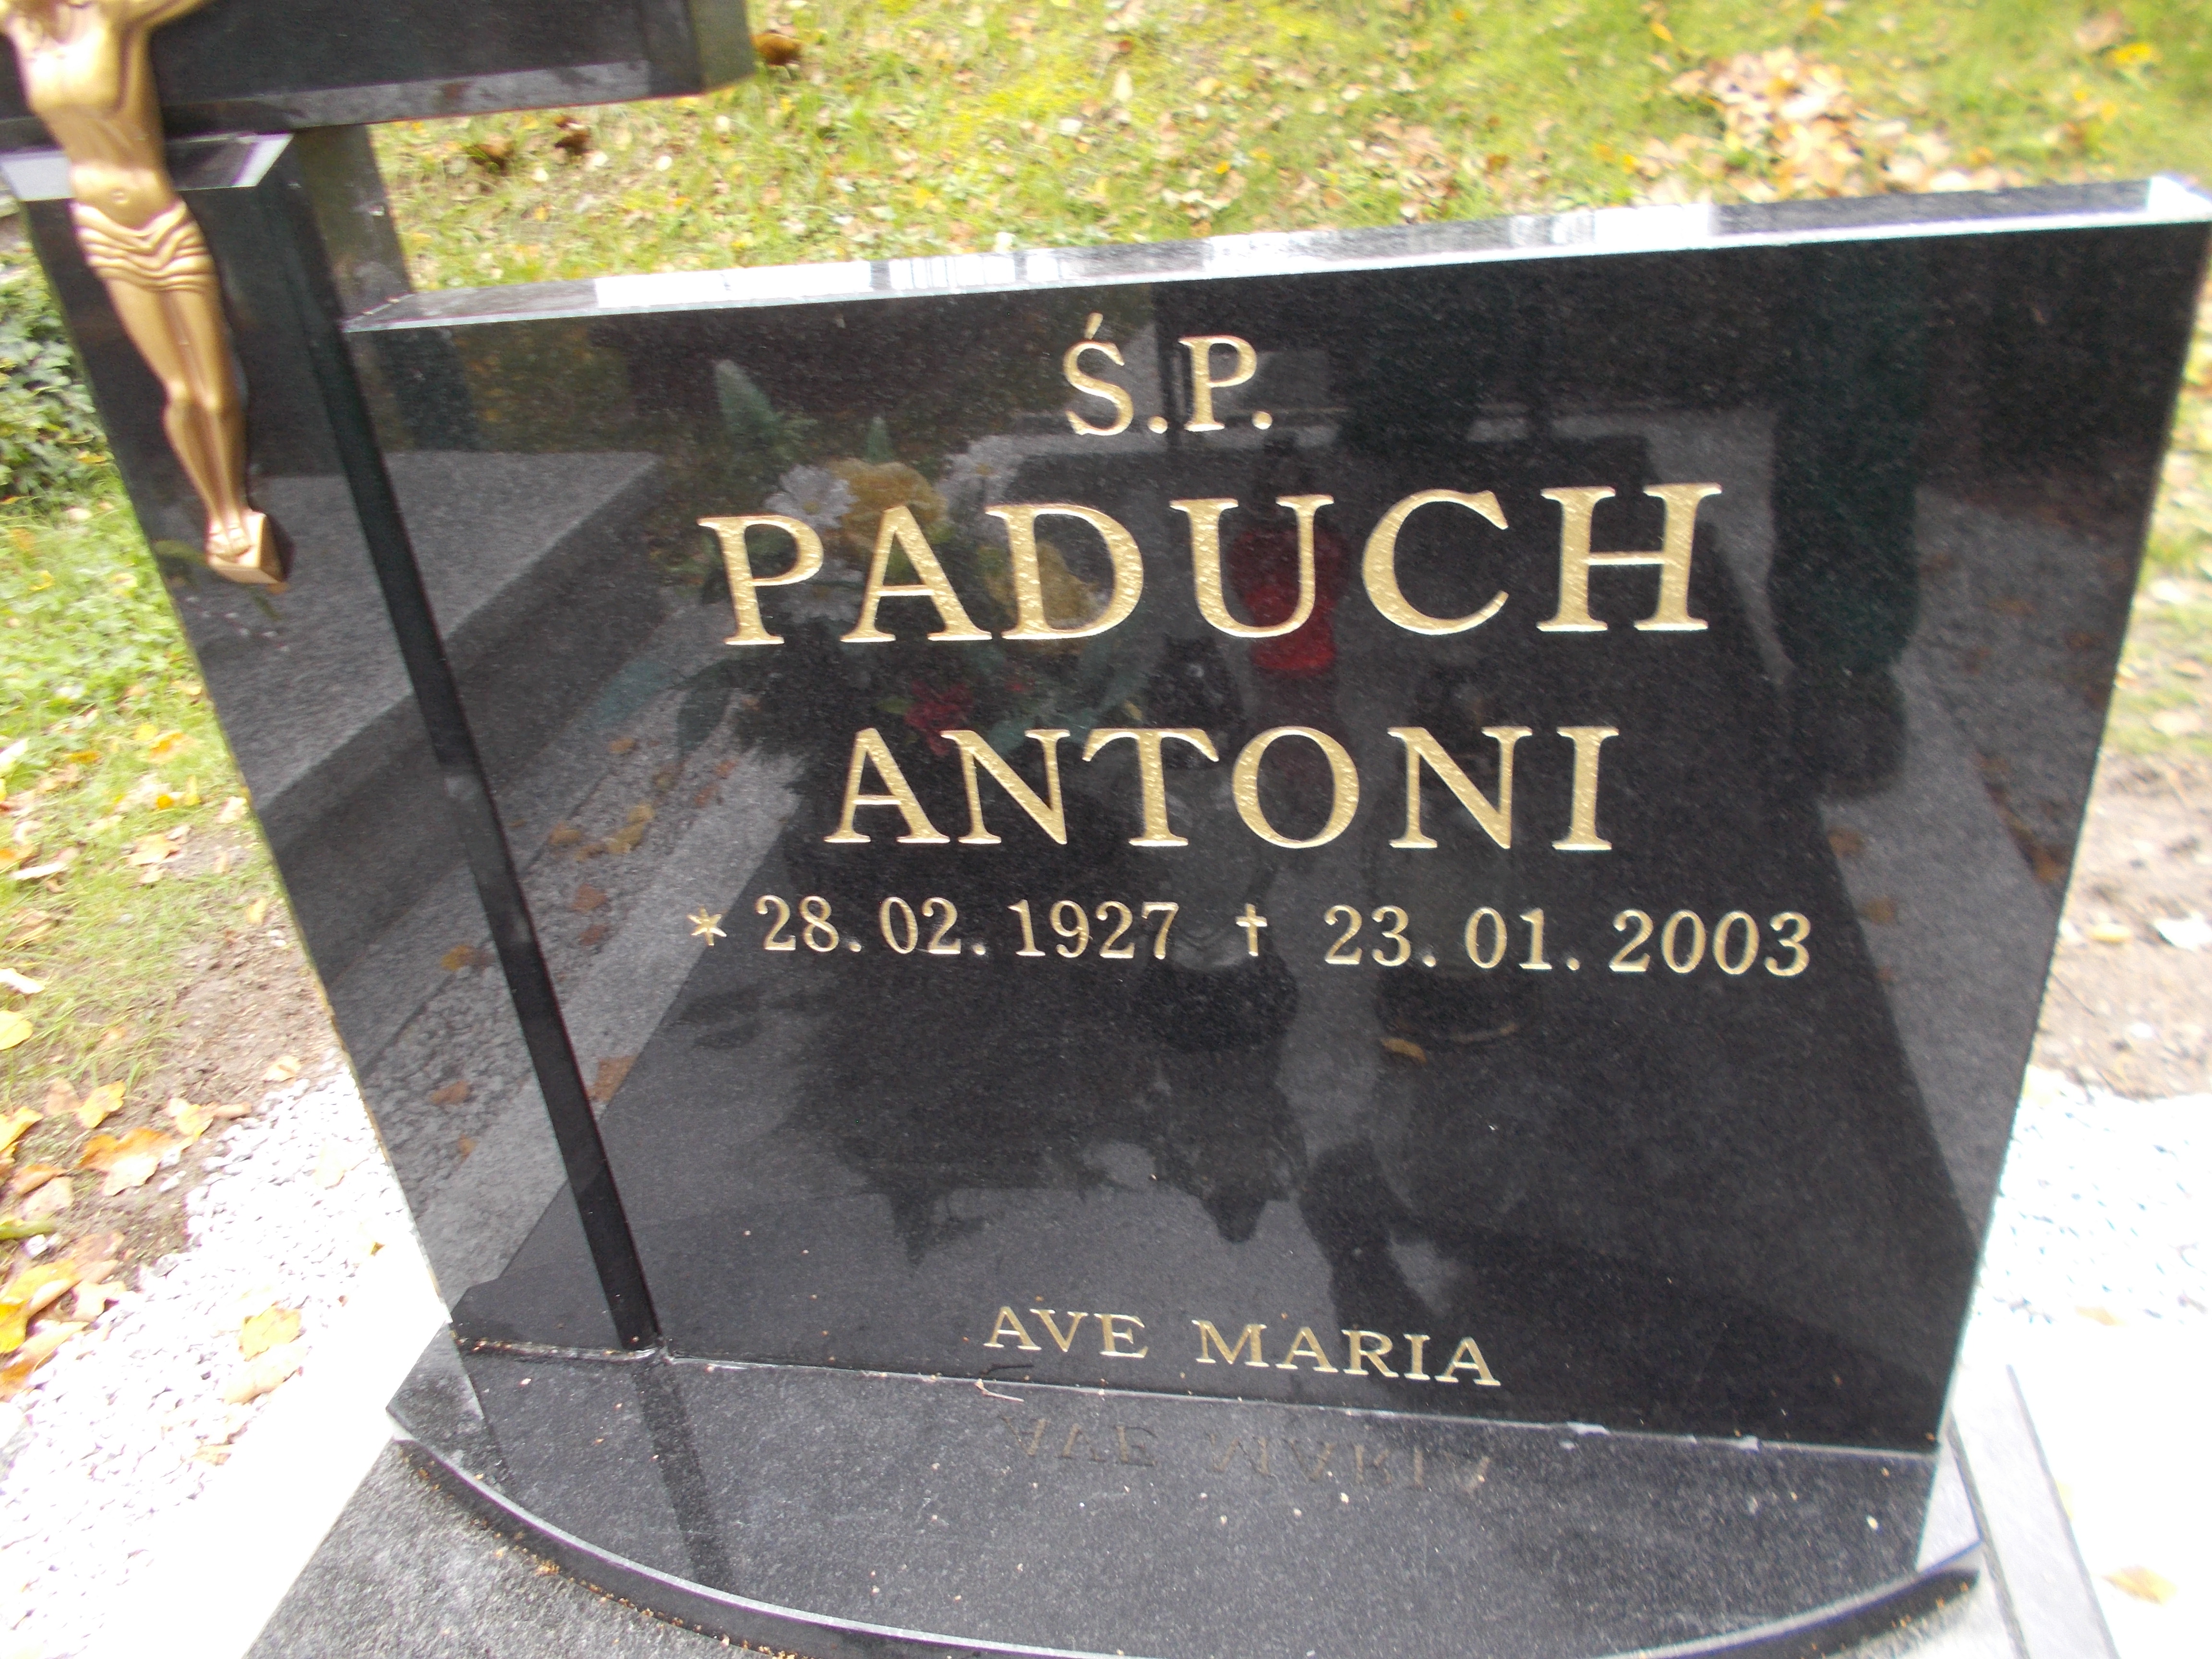 Ś.P.
PADUCH
ANTONI
* 28.02.1927 † 23.01.2003
AVE MARIA